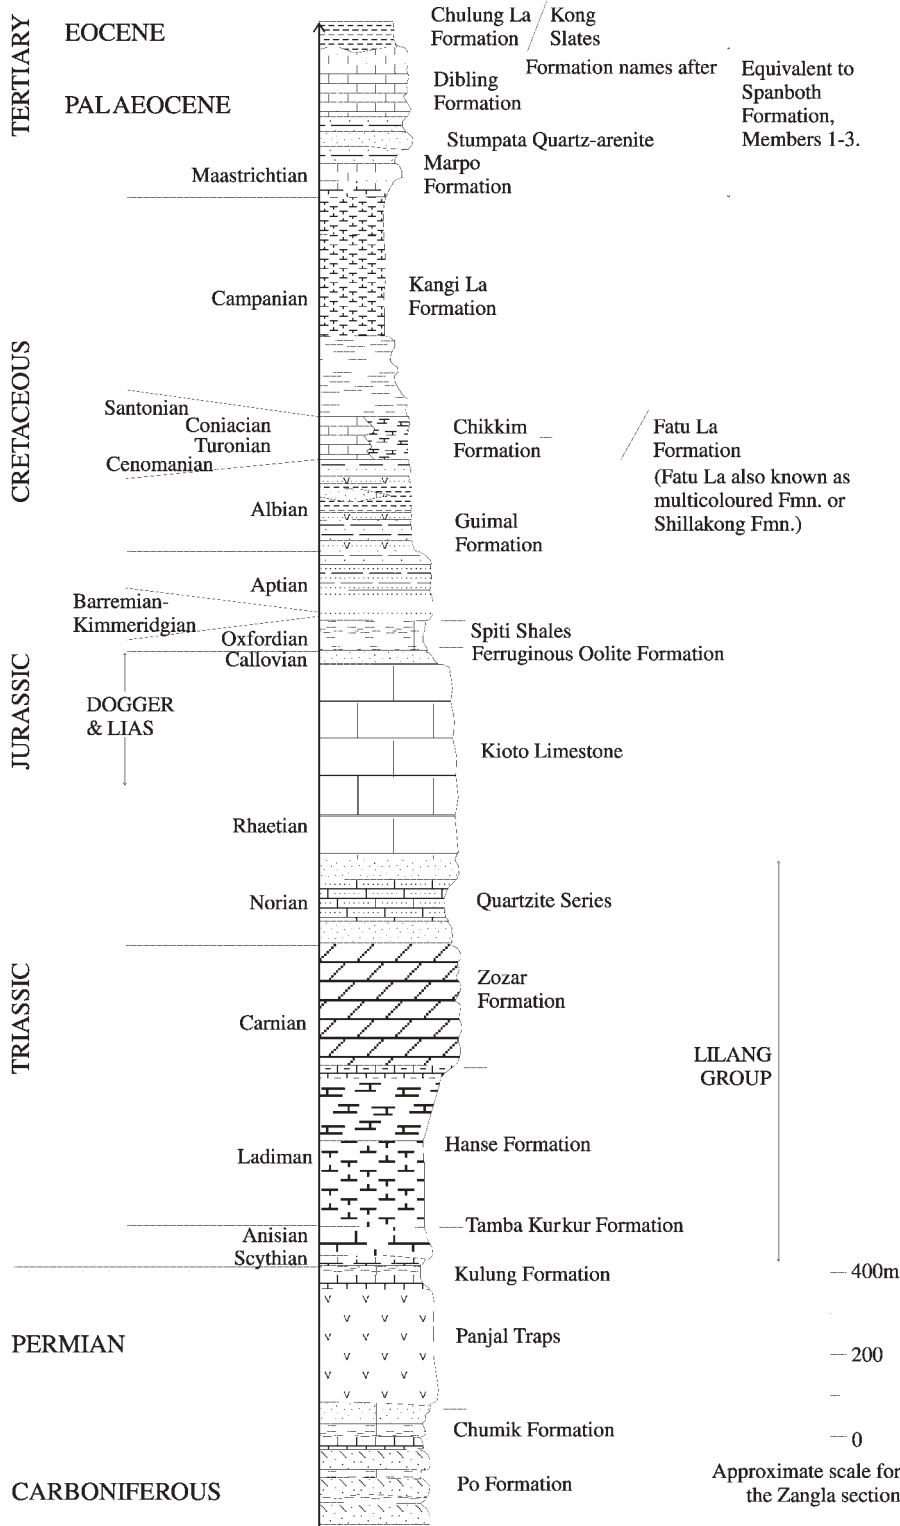 TERTIARY
EOCENE
PALAEOCENE
Chulung La
Formation
Kong
Slates
Formation names after
Equivalent to
Spanboth
Formation,
Members 1-3.
Dibling
Formation
Stumpata Quartz-arenite
Maastrichtian
Marpo
Formation
CRETACEOUS
Campanian
Kangi La
Formation
Santonian
Coniacian
Turonian
Cenomanian
Chikkim
Formation
Fatu La
Formation
(Fatu La also known as
multicoloured Fmn. or
Shillakong Fmn.)
Albian
Guimal
Formation
Aptian
Barremian-
Kimmeridgian
Oxfordian
Callovian
Spiti Shales
Ferruginous Oolite Formation
JURASSIC
DOGGER
& LIAS
Kioto Limestone
Rhaetian
Norian
Quartzite Series
TRIASSIC
Zozar
Formation
Carnian
LILANG
GROUP
Ladiman
Hanse Formation
Anisian
Scythian
Tamba Kurkur Formation
Kulung Formation
400m
PERMIAN
Panjal Traps
200
Chumik Formation
0
CARBONIFEROUS
Po Formation
Approximate scale for
the Zangla section